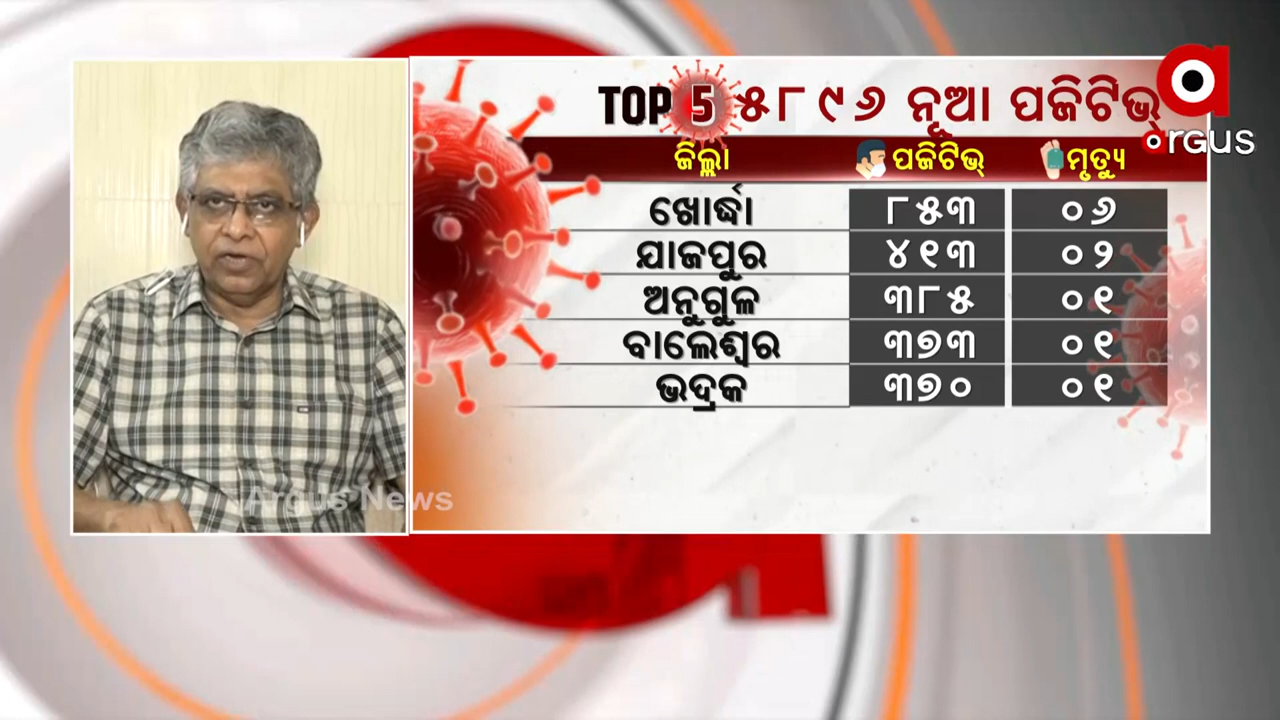 TOP 5 ୫୮୯୬ ନୂଆ ପଜିଟିଭ୍
argus
ଜିଲ୍ଲା ପଜିଟିଭ୍ ମୃତ୍ୟୁ
ଖୋର୍ଦ୍ଧା ୮୫୩ ୦୬
ଯାଜପୁର ୪୧୩ ୦୨
ଅନୁଗୁଳ ୩୮୫ ୦୧
ବାଲେଶ୍ୱର ୩୭୩ ୦୧
ଭଦ୍ରକ ୩୭୦ ୦୧
Argus News